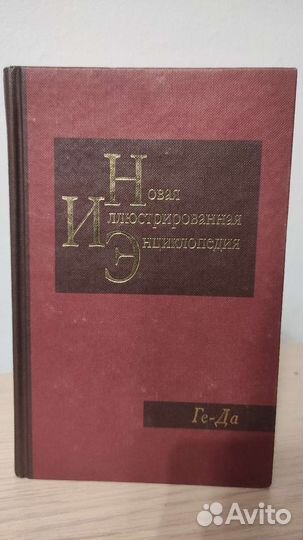 Новая
Иллюстрированная
Энциклопедия
Ге-Да
Avito